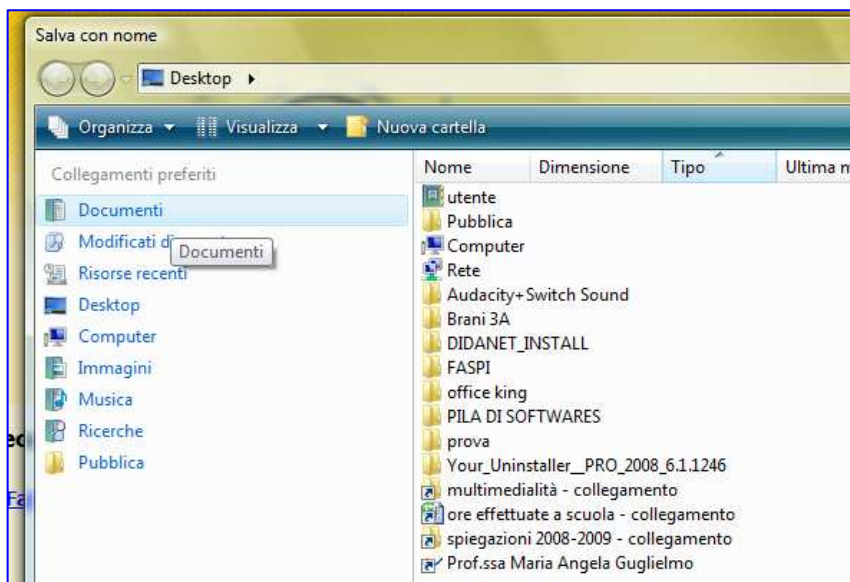 Salva con nome
Desktop
Organizza Visualizza Nuova cartella
Collegamenti preferiti
Documenti
Modificati
Documenti
Risorse recenti
Desktop
Computer
Immagini
Musica
Ricerche
Pubblica
Nome Dimensione Tipo Ultima m
utente
Pubblica
Computer
Rete
Audacity+Switch Sound
Brani 3A
DIDANET_INSTALL
FASPI
office king
PILA DI SOFTWARES
prova
Your_Uninstaller__PRO_2008_6.1.1246
multimedialità - collegamento
ore effettuate a scuola - collegamento
spiegazioni 2008-2009 - collegamento
Prof.ssa Maria Angela Guglielmo